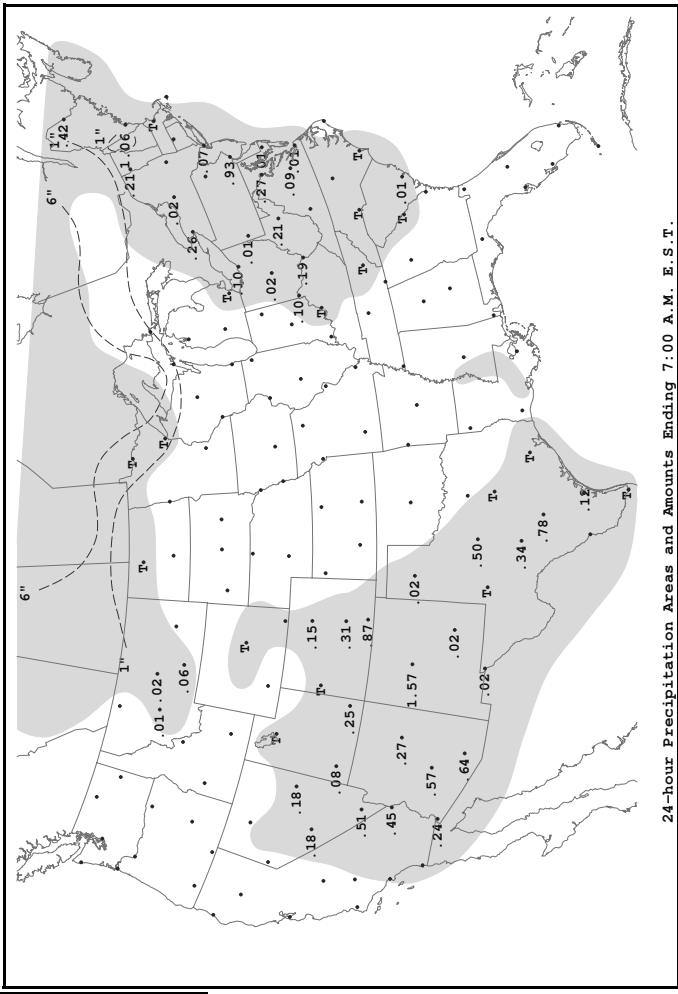 6"
6"
1"
.42
1"
1"
1.06
.21
T
T
T
.02
.01
T
.02
.06
.26
.07
T
.93
.10
T
.01
.27
.01
.02
T
.21
.09
.01
.18
.10
.19
.18
.15
T
T
.08
.31
.25
T
T
.51
T
.87
.45
.27
.01
T
1.57
.02
.57
.24
.02
.64
.50
.02
T
T
.34
T
.78
.12
T
24-hour Precipitation Areas and Amounts Ending 7:00 A.M. E.S.T.